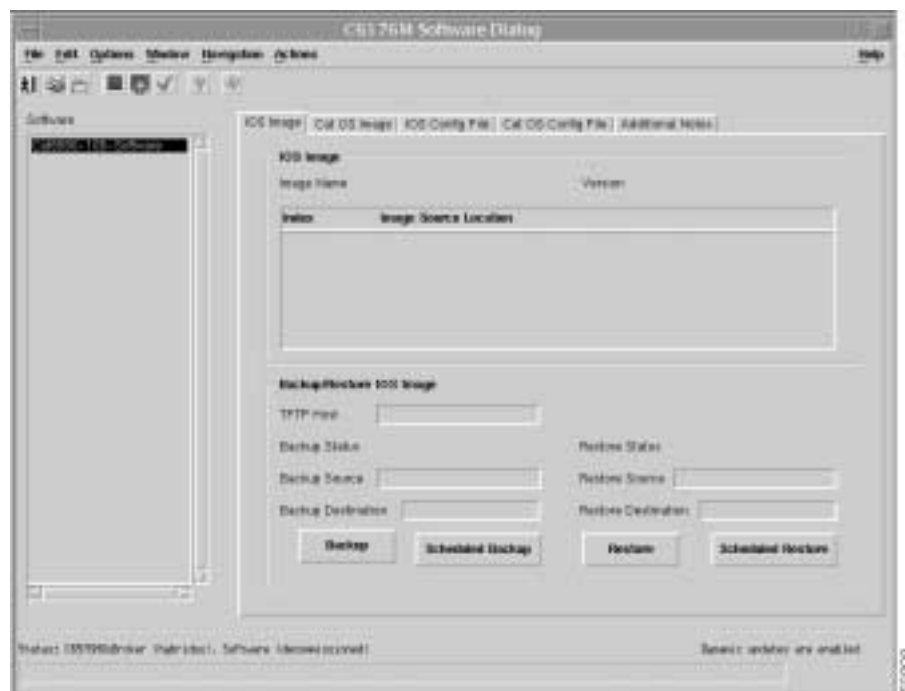 C6576M Software Dialog
File Edit Options Window Navigation Actions Help
Software
IOS Image Cat OS Image IOS Config File Cat OS Config File Additional Notes
IOS Image
Image Name Version
Index Image Source Location
Backup/Restore IOS Image
TFTP Host
Backup Status Restore Status
Backup Source Restore Source
Backup Destination Restore Destination
Backup Scheduled Backup Restore Scheduled Restore
Software (decommissioned)
Dynamic updates are enabled